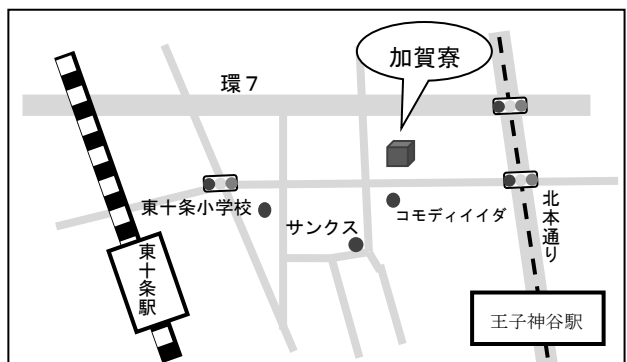 加賀寮
環７
東十条小学校
サンクス
コモディイイダ
北本通り
東十条駅
王子神谷駅